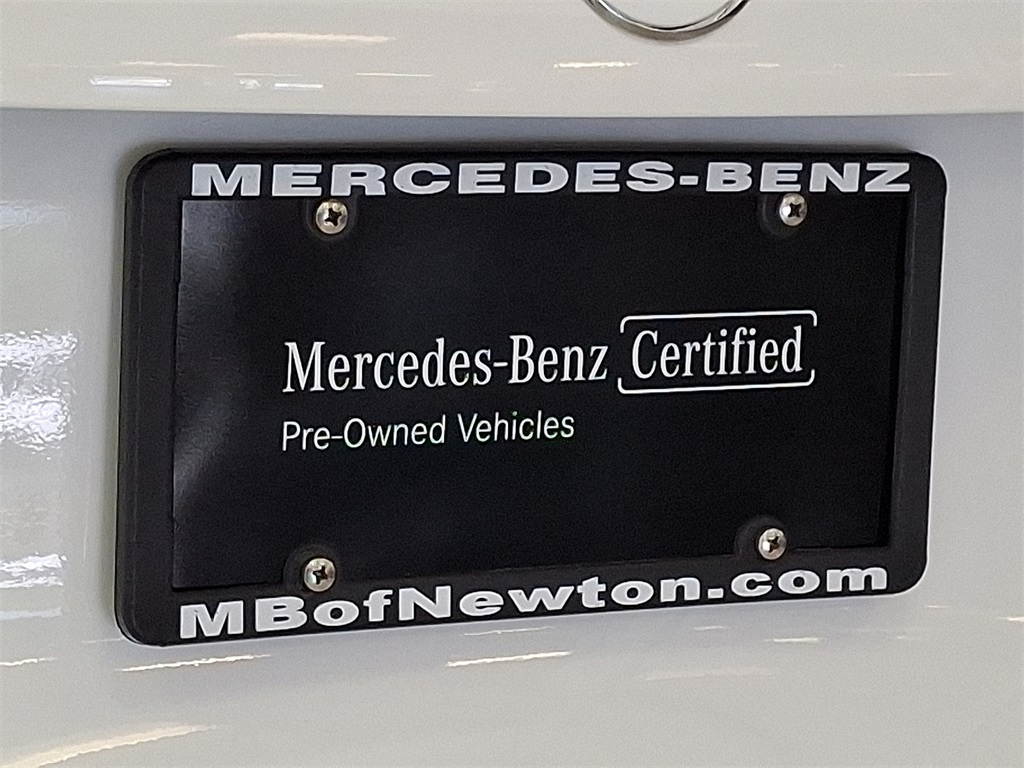 MERCEDES-BENZ
Mercedes-Benz Certified
Pre-Owned Vehicles
MBofNewton.com